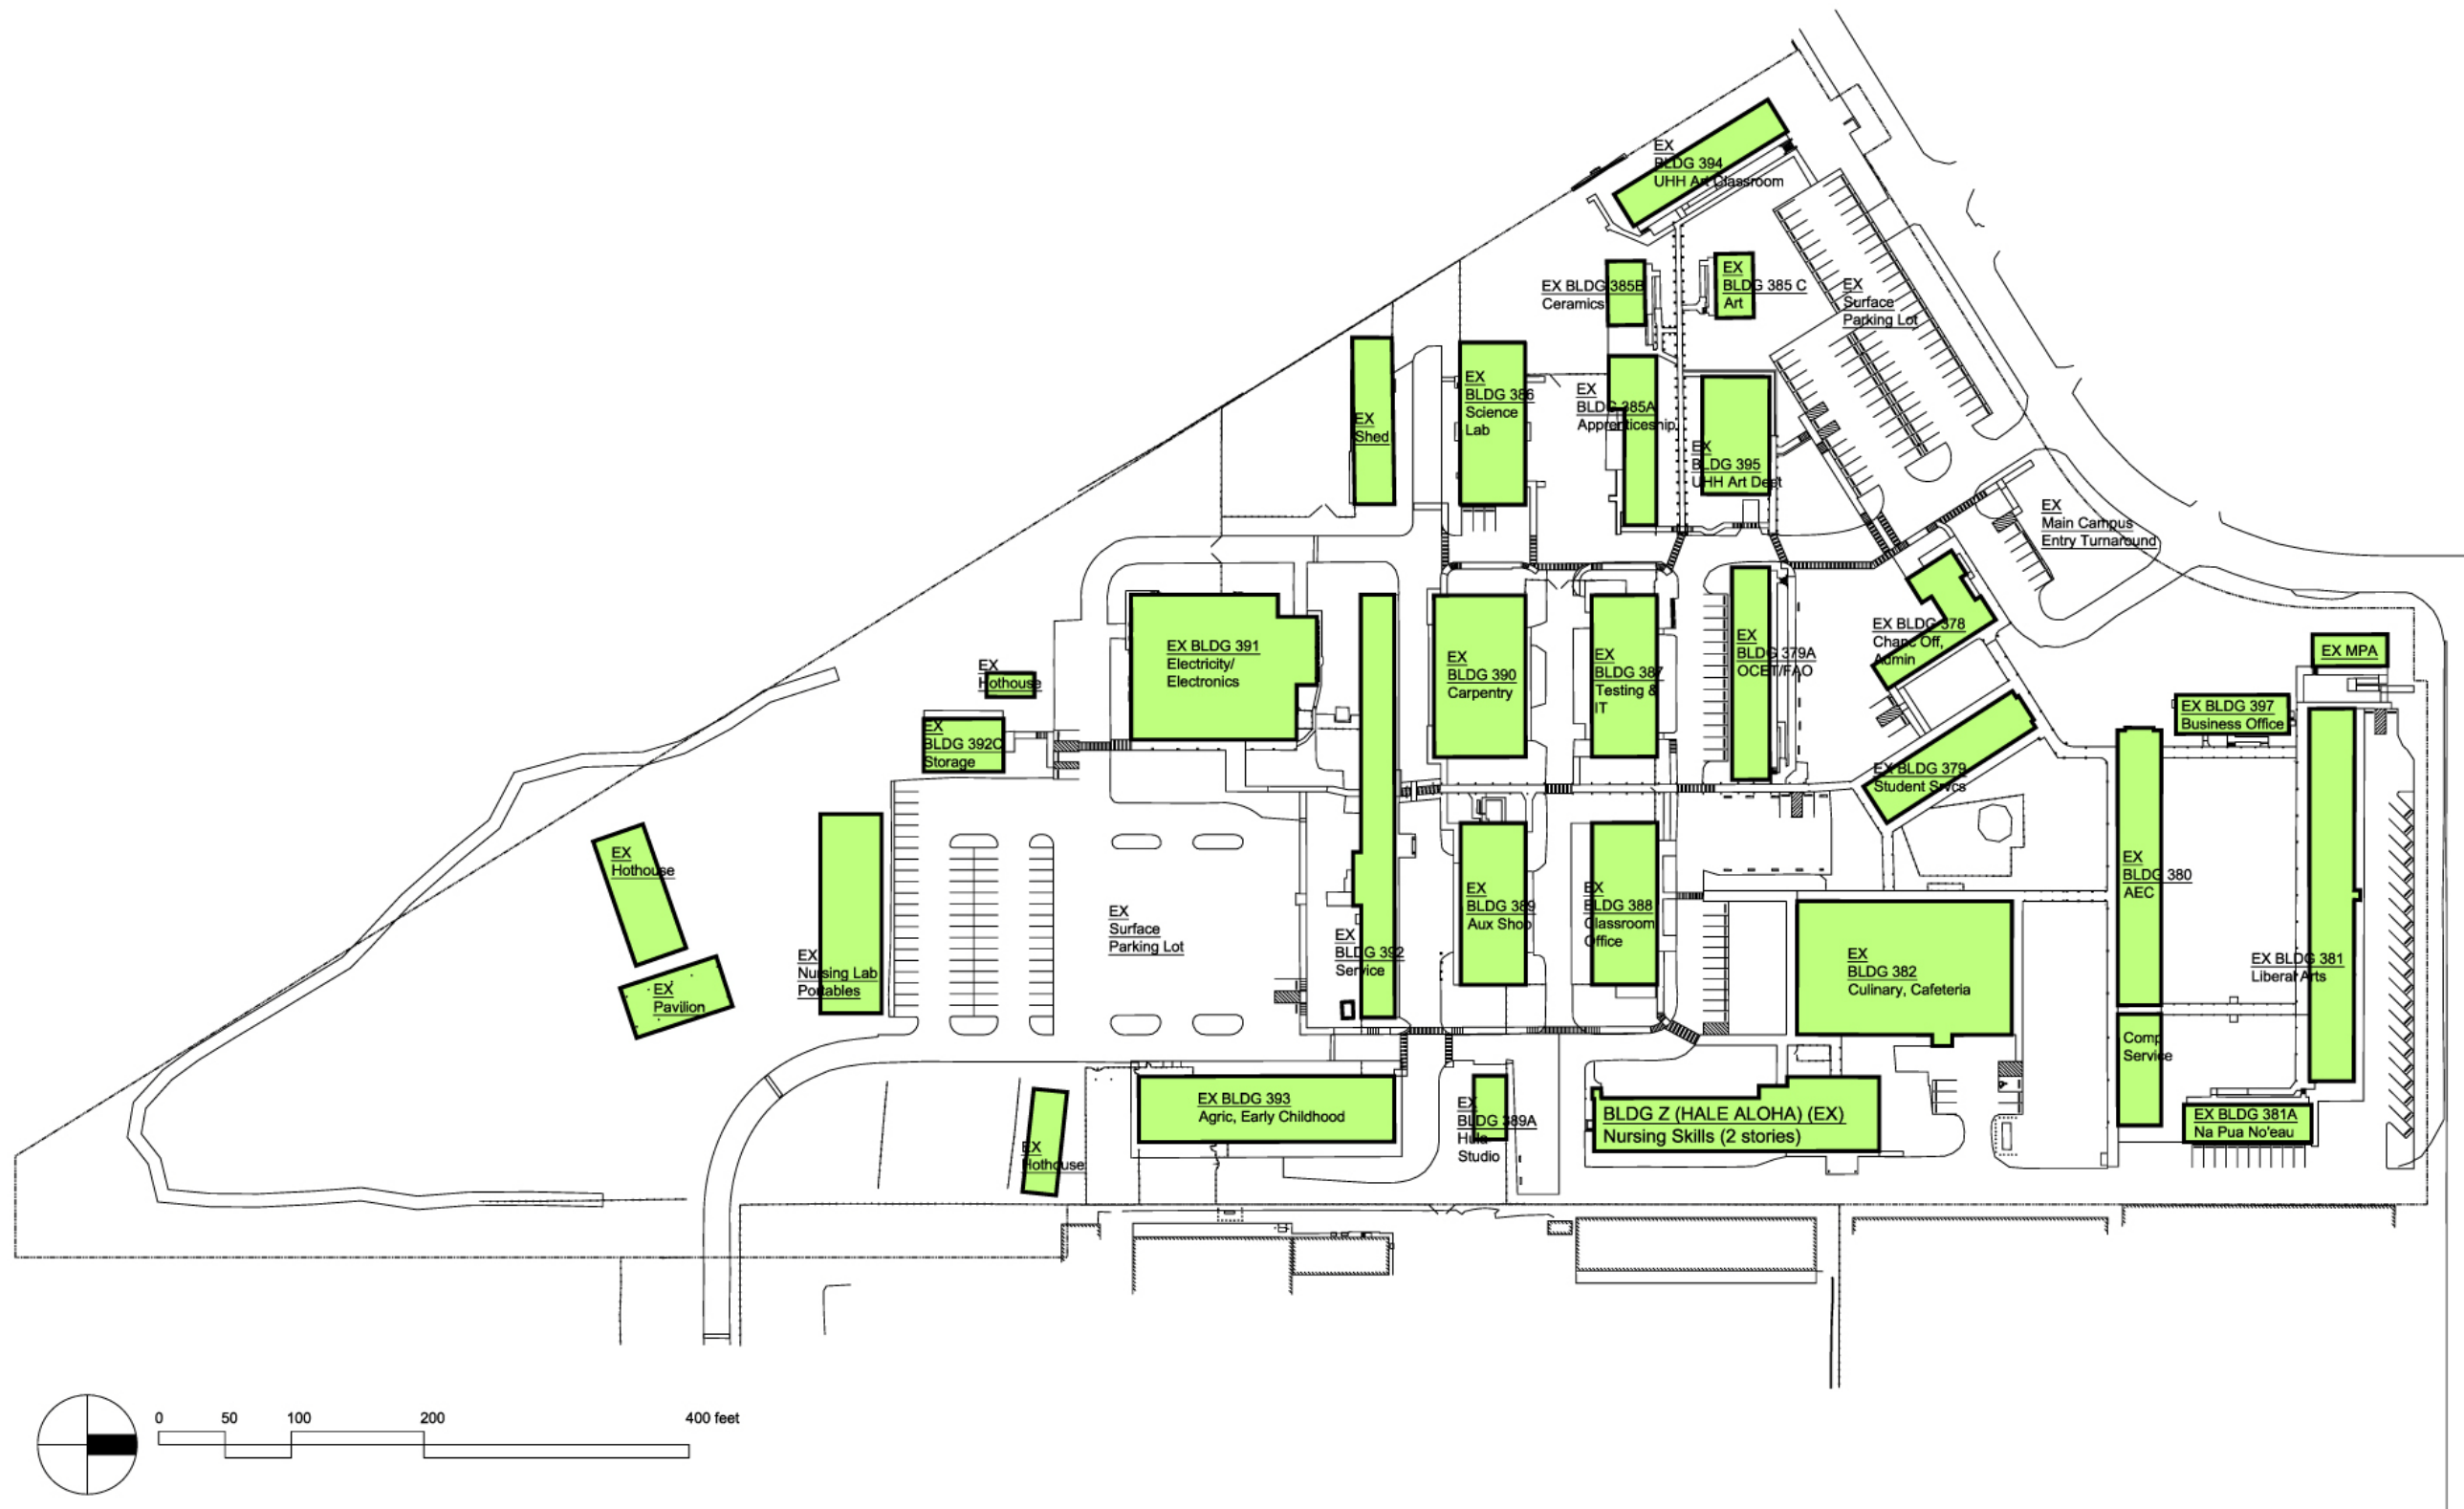 EX
BLDG 394
UHH Art Classroom
EX BLDG 385B
Ceramics
EX
BLDG 385 C
Art
EX
Surface
Parking Lot
EX
Shed
EX
BLDG 386
Science
Lab
EX
BLDG 385A
Apprenticeship
EX
BLDG 395
UHH Art Dept
EX
Main Campus
Entry Turnaround
EX BLDG 391
Electricity/
Electronics
EX
Hothouse
EX
BLDG 392C
Storage
EX
BLDG 390
Carpentry
EX
BLDG 387
Testing &
IT
EX
BLDG 379A
OCET/FAO
EX BLDG 378
Chanc Off,
Admin
EX MPA
EX BLDG 397
Business Office
EX BLDG 379
Student Srvcs
EX
Hothouse
EX
Pavilion
EX
Nursing Lab
Portables
EX
Surface
Parking Lot
EX
BLDG 392
Service
EX
BLDG 389
Aux Shop
EX
BLDG 388
Classroom
Office
EX
BLDG 382
Culinary, Cafeteria
EX
BLDG 380
AEC
EX BLDG 381
Liberal Arts
Comp
Service
EX
Hothouse
EX BLDG 393
Agric, Early Childhood
EX
BLDG 389A
Hula
Studio
BLDG Z (HALE ALOHA) (EX)
Nursing Skills (2 stories)
EX BLDG 381A
Na Pua No'eau
0 50 100 200 400 feet